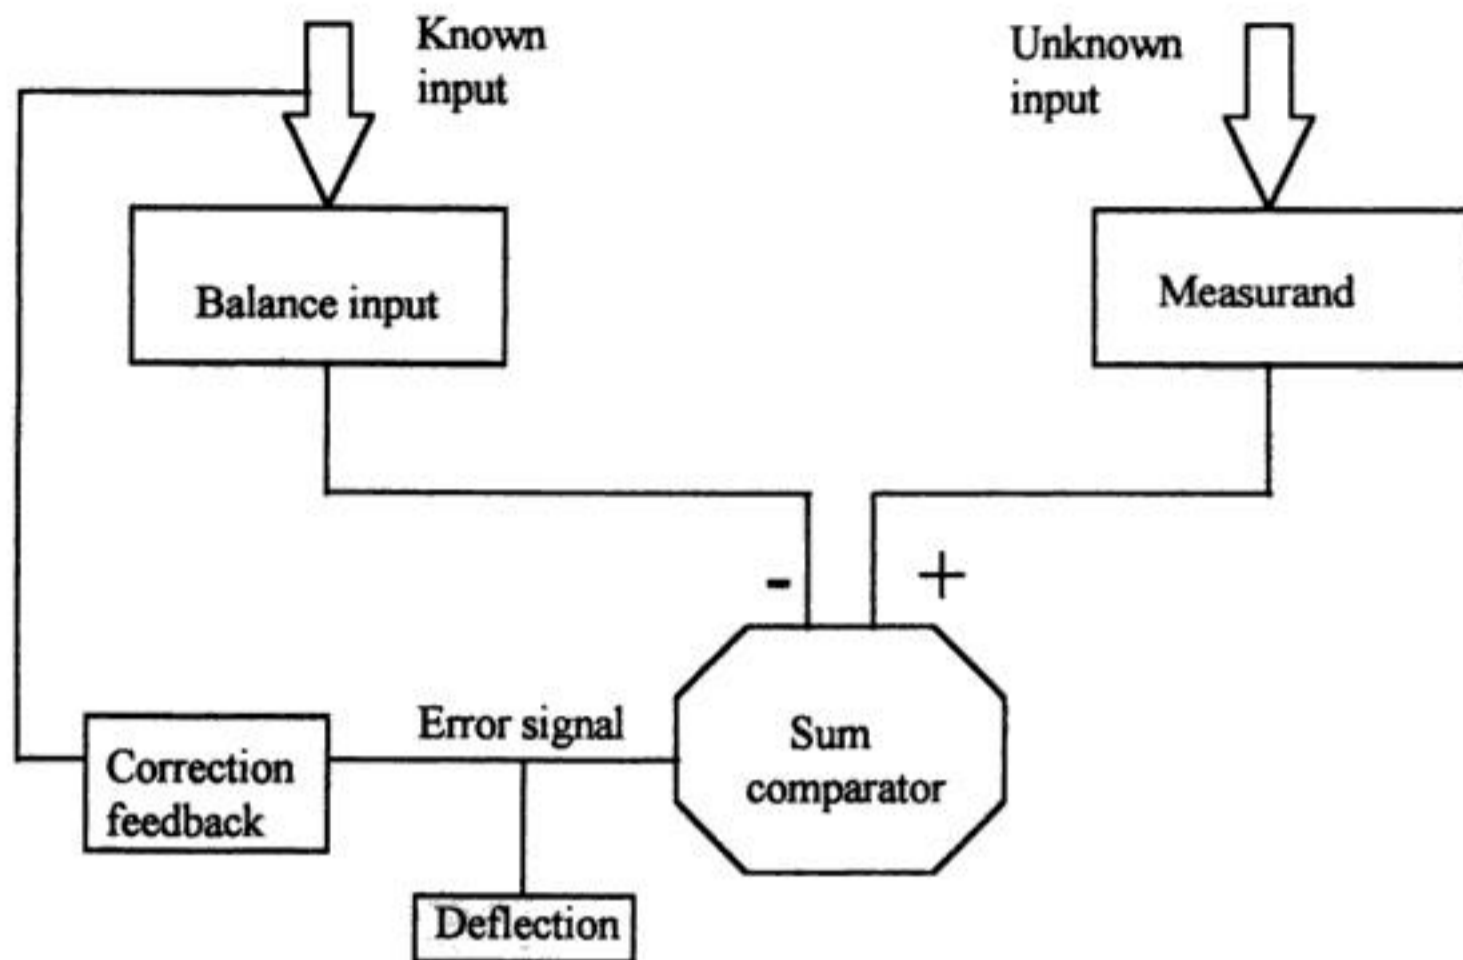 Known
input
Unknown
input
Balance input
Measurand
-
+
Error signal
Sum
comparator
Correction
feedback
Deflection